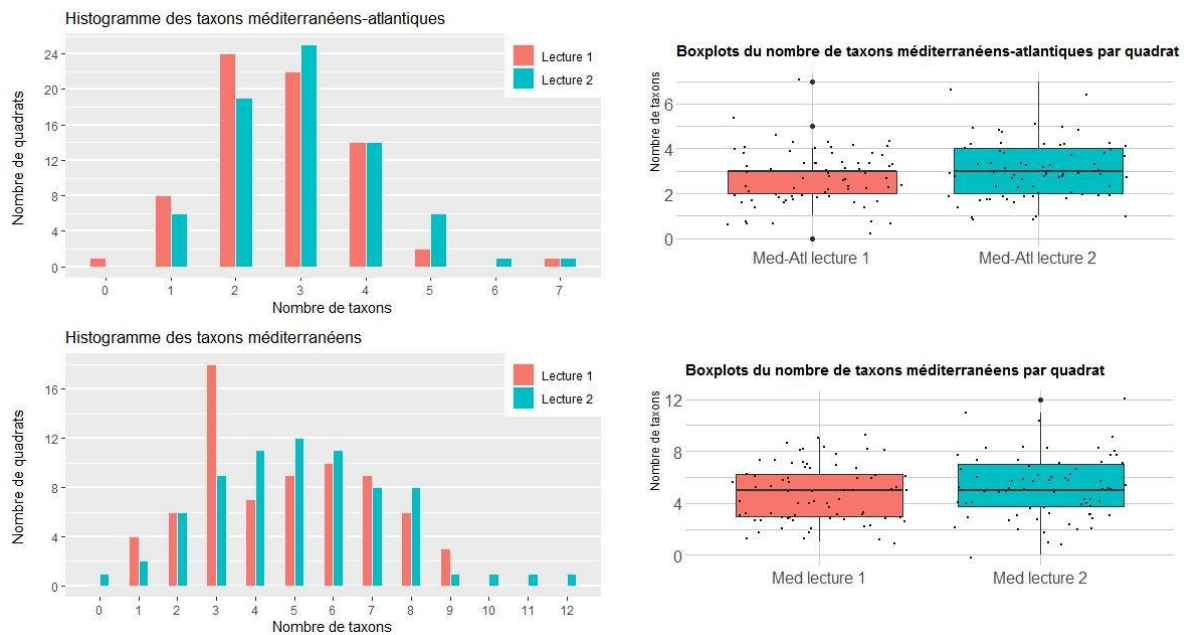 Histogramme des taxons méditerranéens-atlantiques
Nombre de quadrats
24
20
16
12
8
4
0
Lecture 1
Lecture 2
0 1 2 3 4 5 6 7
Nombre de taxons
Boxplots du nombre de taxons méditerranéens-atlantiques par quadrat
Nombre de taxons
6
4
2
0
Med-Atl lecture 1 Med-Atl lecture 2
Histogramme des taxons méditerranéens
Nombre de quadrats
16
12
8
4
0
Lecture 1
Lecture 2
0 1 2 3 4 5 6 7 8 9 10 11 12
Nombre de taxons
Boxplots du nombre de taxons méditerranéens par quadrat
Nombre de taxons
12
8
4
0
Med lecture 1 Med lecture 2